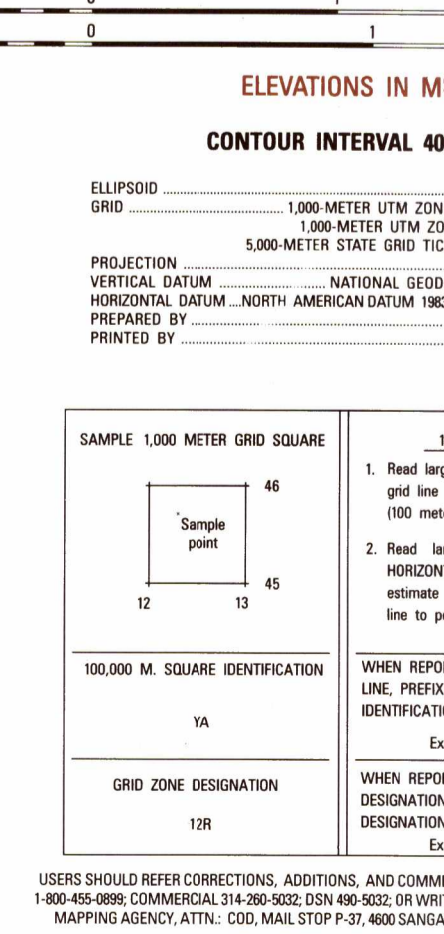 0 1
ELEVATIONS IN M
CONTOUR INTERVAL 40
ELLIPSOID
GRID 1,000-METER UTM ZON
1,000-METER UTM ZO
5,000-METER STATE GRID TIC
PROJECTION
VERTICAL DATUM NATIONAL GEOD
HORIZONTAL DATUM ....NORTH AMERICAN DATUM 1983
PREPARED BY
PRINTED BY
SAMPLE 1,000 METER GRID SQUARE
46
Sample
point
45
12 13
100,000 M. SQUARE IDENTIFICATION
YA
GRID ZONE DESIGNATION
12R
1
1. Read larg
grid line
(100 mete
2. Read la
HORIZONT
estimate
line to po
WHEN REPOR
LINE, PREFIX
IDENTIFICATIO
Ex
WHEN REPOR
DESIGNATION
DESIGNATION
Ex
USERS SHOULD REFER CORRECTIONS, ADDITIONS, AND COMME
1-800-455-0899; COMMERCIAL 314-260-5032; DSN 490-5032; OR WRIT
MAPPING AGENCY, ATTN.: COD, MAIL STOP P-37, 4600 SANGA